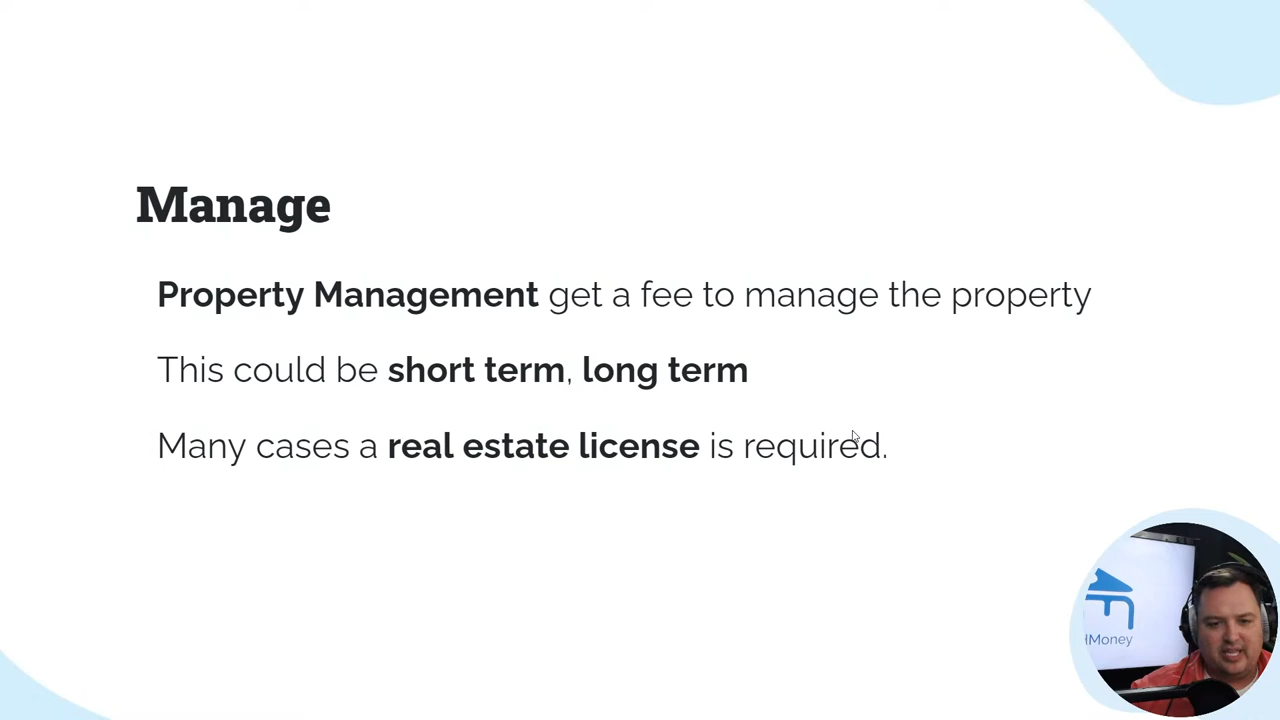 Manage
Property Management get a fee to manage the property
This could be short term, long term
Many cases a real estate license is required.
Money